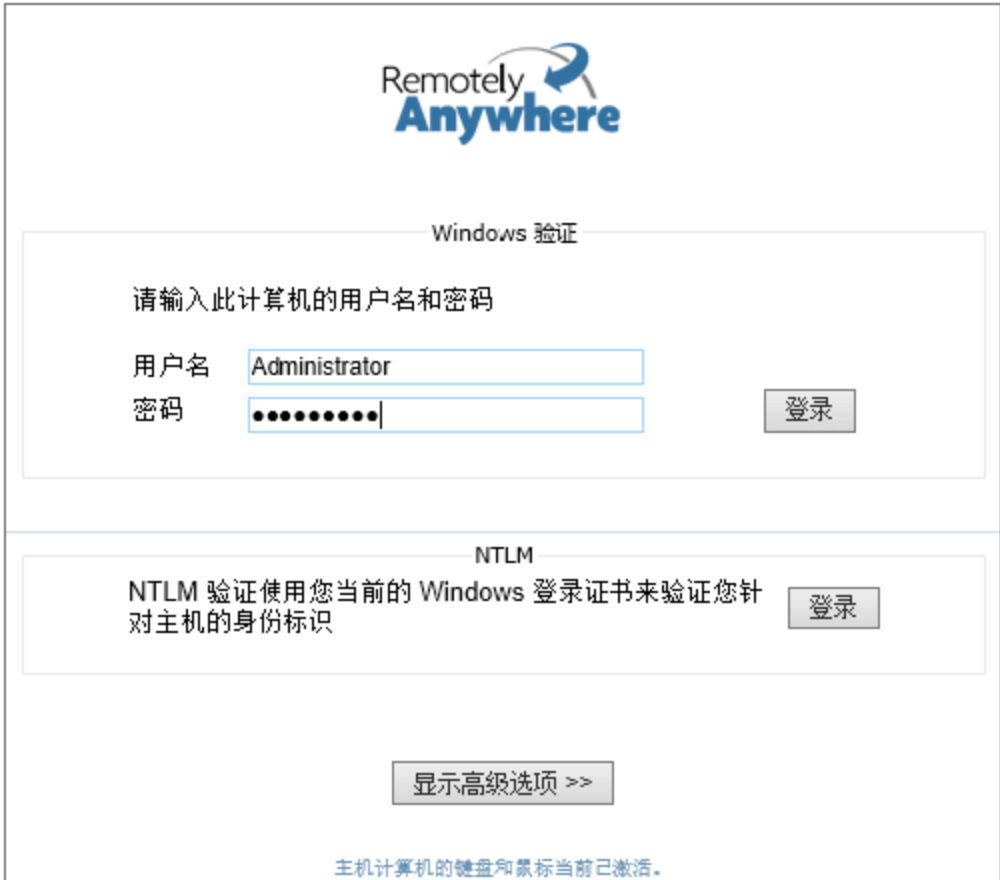 Remotely
Anywhere
Windows 验证
请输入此计算机的用户名和密码
用户名 Administrator
密码 ●●●●●●●●●
登录
NTLM
NTLM 验证使用您当前的 Windows 登录证书来验证您针
对主机的身份标识
登录
显示高级选项 >>
主机计算机的键盘和鼠标当前已激活。